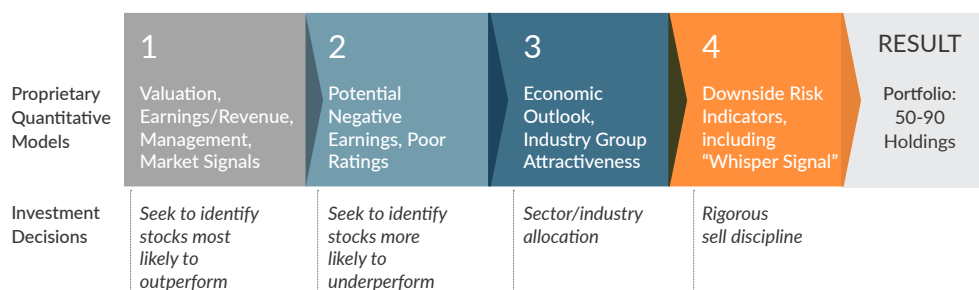 1
2
3
4
RESULT
Proprietary
Quantitative
Models
Valuation,
Earnings/Revenue,
Management,
Market Signals
Potential
Negative
Earnings, Poor
Ratings
Economic
Outlook,
Industry Group
Attractiveness
Downside Risk
Indicators,
including
“Whisper Signal”
Portfolio:
50-90
Holdings
Investment
Decisions
Seek to identify
stocks most
likely to
outperform
Seek to identify
stocks more
likely to
underperform
Sector/industry
allocation
Rigorous
sell discipline